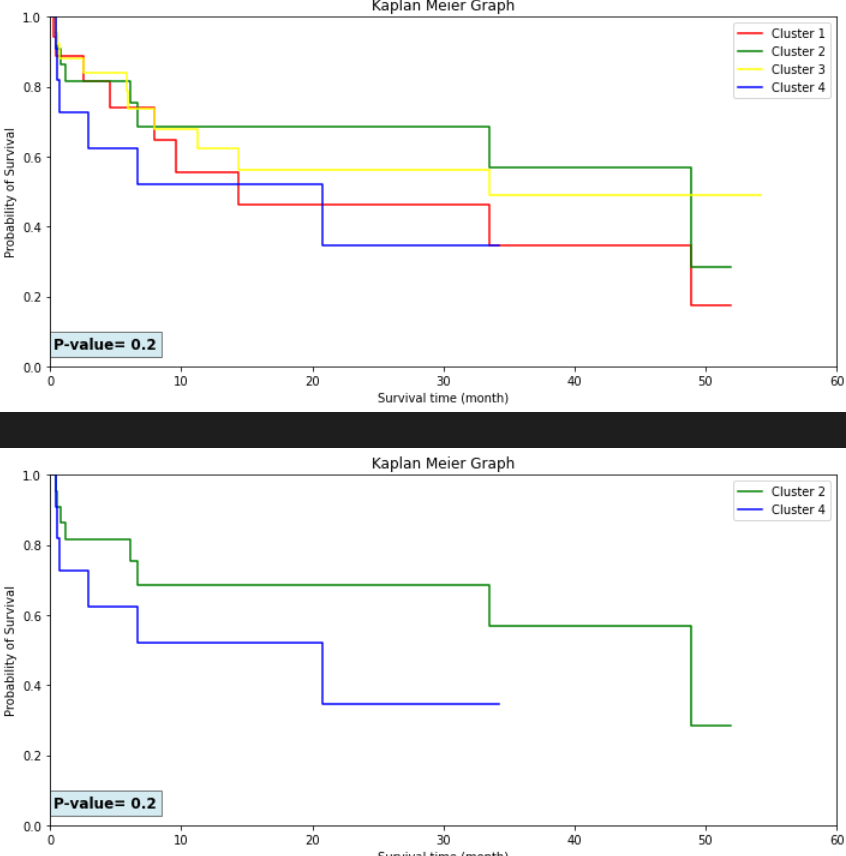 Kaplan Meier Graph
1.0
Cluster 1
Cluster 2
Cluster 3
Cluster 4
0.8
0.6
0.4
0.2
0.0
Probability of Survival
P-value= 0.2
0 10 20 30 40 50 60
Survival time (month)
Kaplan Meier Graph
1.0
Cluster 2
Cluster 4
0.8
0.6
0.4
0.2
0.0
Probability of Survival
P-value= 0.2
0 10 20 30 40 50 60
Survival time (month)